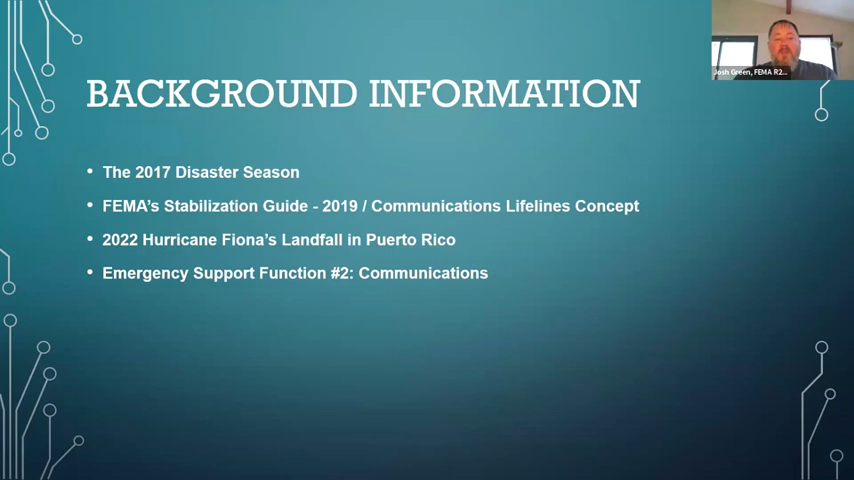 BACKGROUND INFORMATION
Josh Green, FEMA R2...
• The 2017 Disaster Season
• FEMA's Stabilization Guide - 2019 / Communications Lifelines Concept
• 2022 Hurricane Fiona's Landfall in Puerto Rico
• Emergency Support Function #2: Communications